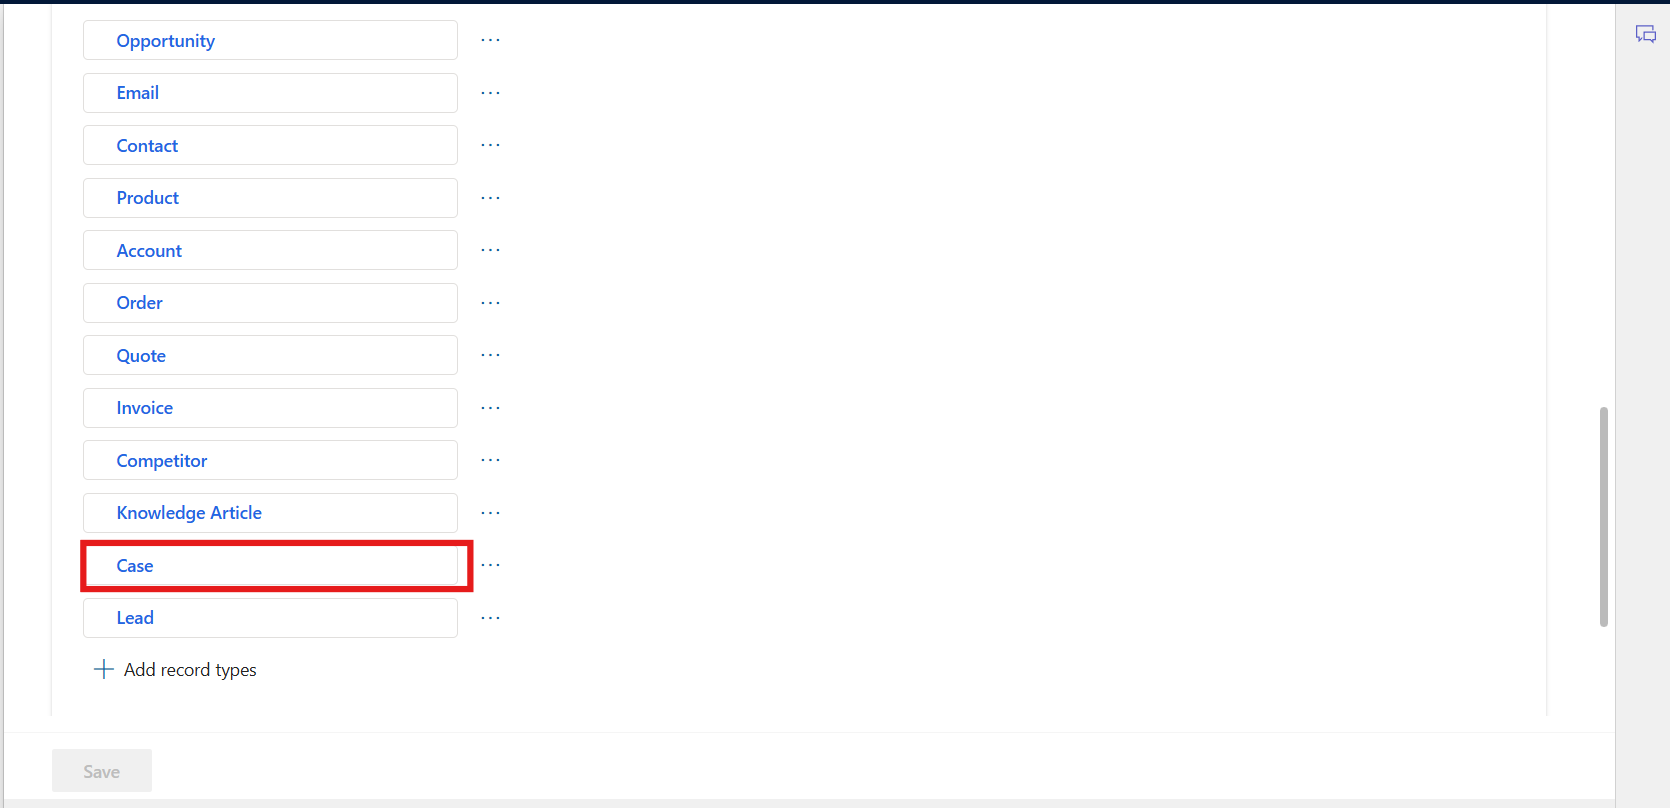 Opportunity
Email
Contact
Product
Account
Order
Quote
Invoice
Competitor
Knowledge Article
Case
Lead
Add record types
Save